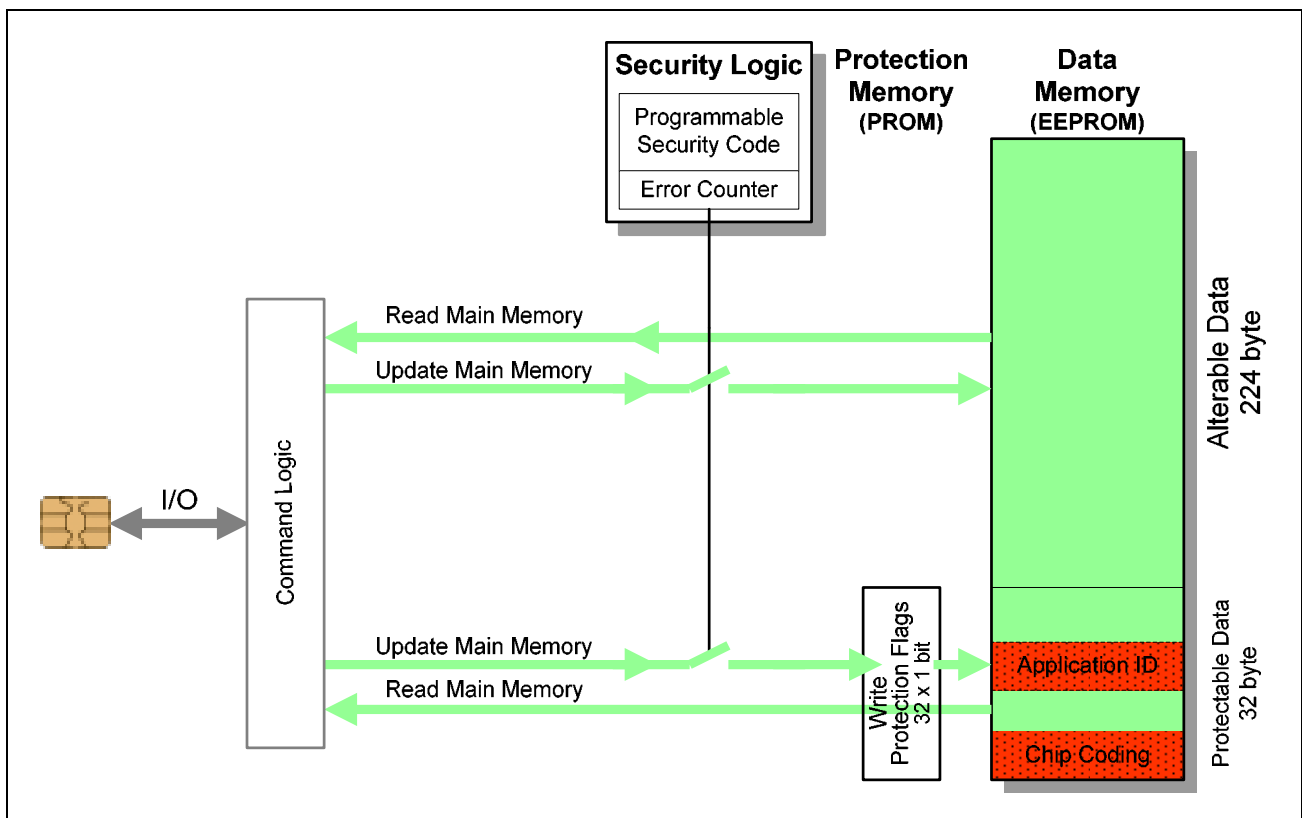 Security Logic
Programmable
Security Code
Error Counter
Protection
Memory
(PROM)
Data
Memory
(EEPROM)
Read Main Memory
Update Main Memory
Alterable Data
224 byte
I/O
Command Logic
Update Main Memory
Read Main Memory
Write
Protection Flags
32 x 1 bit
Application ID
Chip Coding
Protectable Data
32 byte